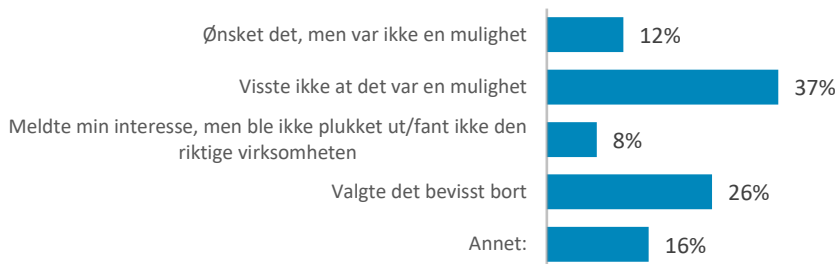 Ønsket det, men var ikke en mulighet
12%
Visste ikke at det var en mulighet
37%
Meldte min interesse, men ble ikke plukket ut/fant ikke den
riktige virksomheten
8%
Valgte det bevisst bort
26%
Annet:
16%